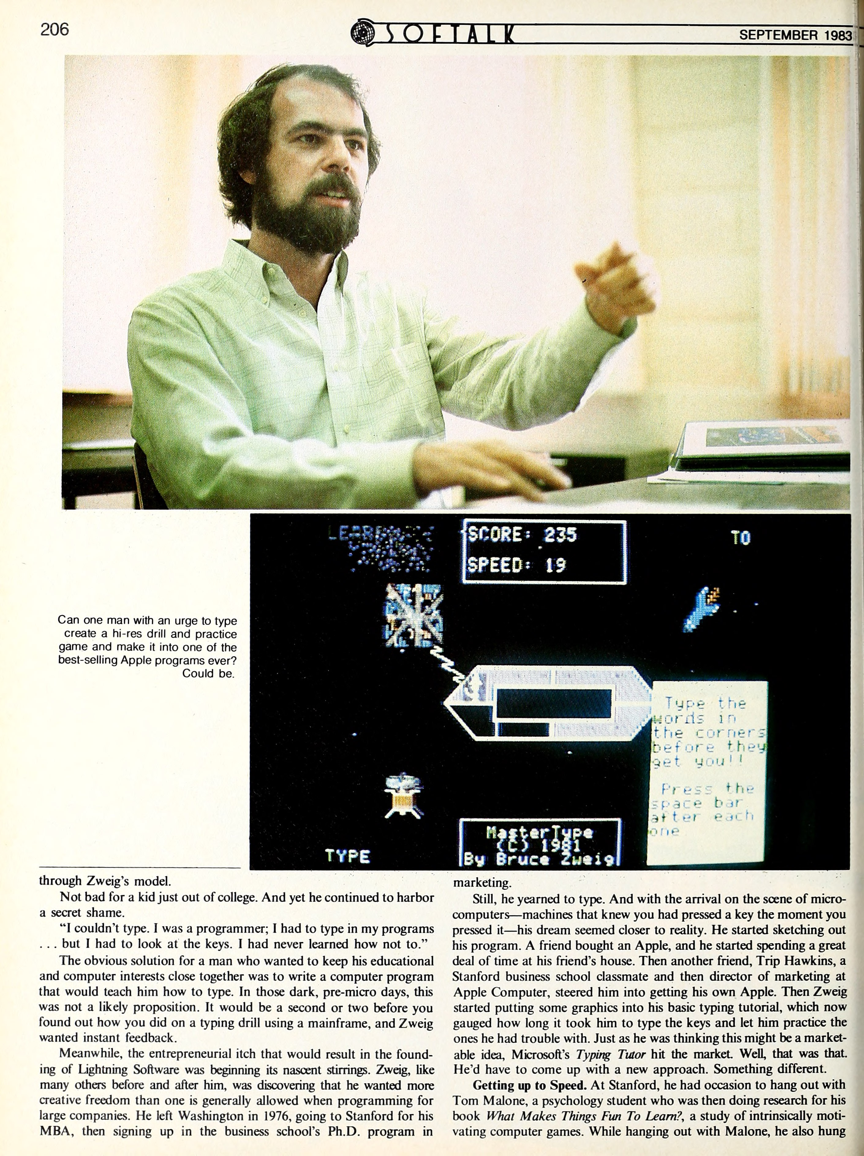 206
SOFTALK
SEPTEMBER 1983
LEARN
SCORE: 235
SPEED: 19
TO
Can one man with an urge to type
create a hi-res drill and practice
game and make it into one of the
best-selling Apple programs ever?
Could be.
Type the
words in
the corners
before they
get you!!
Press the
space bar
after each
one
TYPE
MasterType
(C) 1981
By Bruce Zweig
through Zweig's model.
Not bad for a kid just out of college. And yet he continued to harbor
a secret shame.
"I couldn't type. I was a programmer; I had to type in my programs
. . . but I had to look at the keys. I had never learned how not to."
The obvious solution for a man who wanted to keep his educational
and computer interests close together was to write a computer program
that would teach him how to type. In those dark, pre-micro days, this
was not a likely proposition. It would be a second or two before you
found out how you did on a typing drill using a mainframe, and Zweig
wanted instant feedback.
Meanwhile, the entrepreneurial itch that would result in the found-
ing of Lightning Software was beginning its nascent stirrings. Zweig, like
many others before and after him, was discovering that he wanted more
creative freedom than one is generally allowed when programming for
large companies. He left Washington in 1976, going to Stanford for his
MBA, then signing up in the business school's Ph.D. program in
marketing.
Still, he yearned to type. And with the arrival on the scene of micro-
computers—machines that knew you had pressed a key the moment you
pressed it—his dream seemed closer to reality. He started sketching out
his program. A friend bought an Apple, and he started spending a great
deal of time at his friend's house. Then another friend, Trip Hawkins, a
Stanford business school classmate and then director of marketing at
Apple Computer, steered him into getting his own Apple. Then Zweig
started putting some graphics into his basic typing tutorial, which now
gauged how long it took him to type the keys and let him practice the
ones he had trouble with. Just as he was thinking this might be a market-
able idea, Microsoft's Typing Tutor hit the market. Well, that was that.
He'd have to come up with a new approach. Something different.
Getting up to Speed. At Stanford, he had occasion to hang out with
Tom Malone, a psychology student who was then doing research for his
book What Makes Things Fun To Learn?, a study of intrinsically moti-
vating computer games. While hanging out with Malone, he also hung